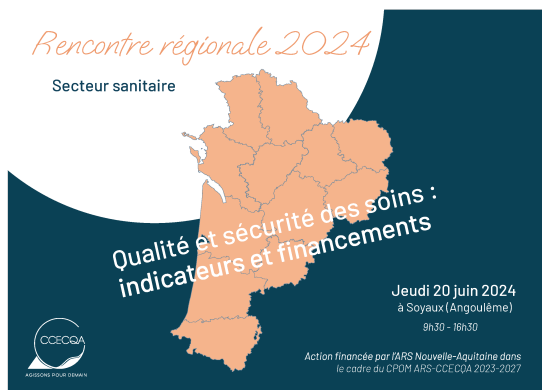 Rencontre régionale 2024
Secteur sanitaire
Qualité et sécurité des soins :
indicateurs et financements
Jeudi 20 juin 2024
à Soyaux (Angoulême)
9h30 - 16h30
CCECQA
AGISSONS POUR DEMAIN
Action financée par l'ARS Nouvelle-Aquitaine dans
le cadre du CPOM ARS-CCECQA 2023-2027